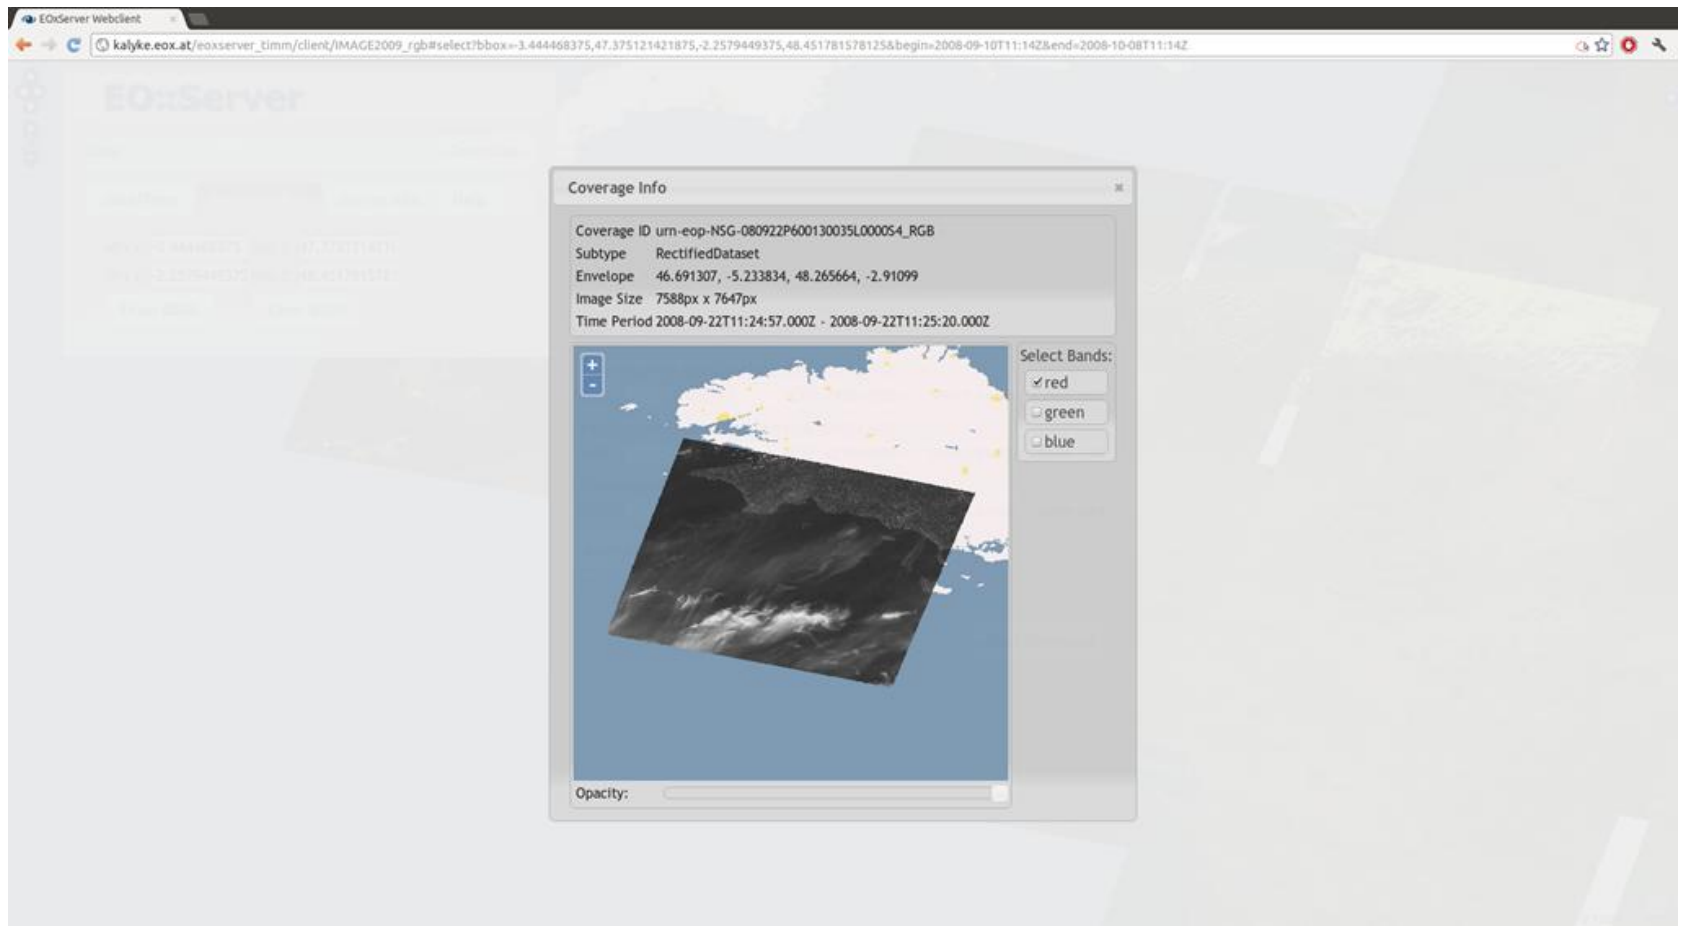 EOxServer Webclient
kalyke.eox.at/eoxserver_timm/client/IMAGE2009_rgb#select?bbox=-3.444468375,47.375121421875,-2.2579449375,48.451781578125&begin=2008-09-10T11:14Z&end=2008-10-08T11:14Z
EOxServer
Coverage Info
Coverage ID urn-eop-NSG-080922P600130035L0000S4_RGB
Subtype RectifiedDataset
Envelope 46.691307, -5.233834, 48.265664, -2.91099
Image Size 7588px x 7647px
Time Period 2008-09-22T11:24:57.000Z - 2008-09-22T11:25:20.000Z
+
-
Select Bands:
red
green
blue
Opacity: